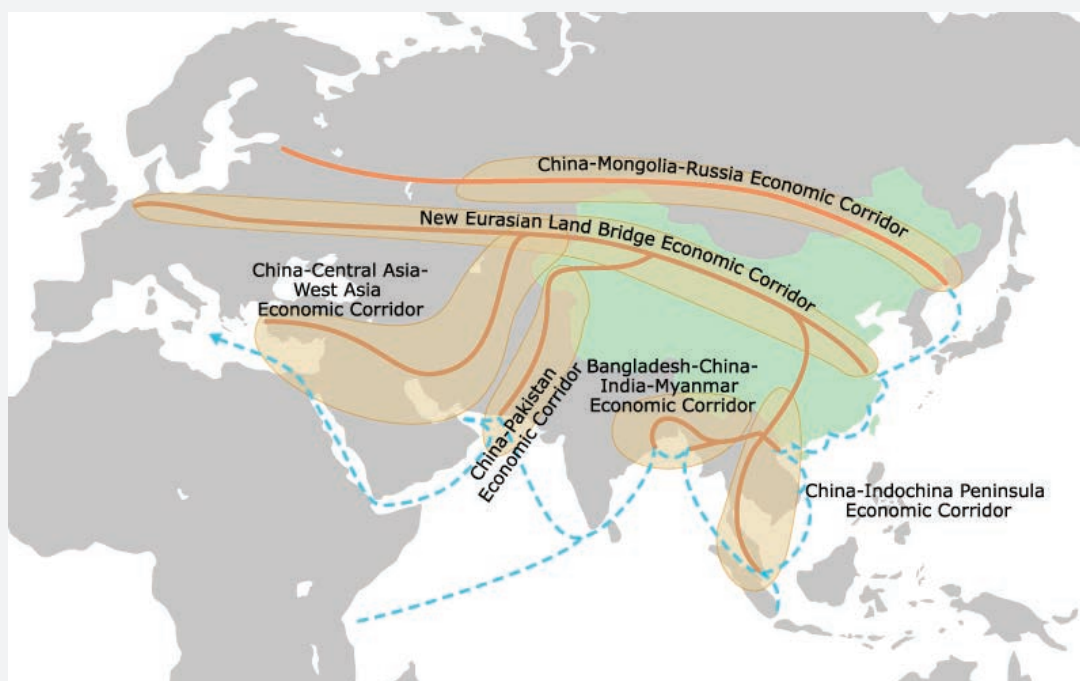 China-Mongolia-Russia Economic Corridor
New Eurasian Land Bridge Economic Corridor
China-Central Asia-
West Asia
Economic Corridor
China-Pakistan
Economic Corridor
Bangladesh-China-
India-Myanmar
Economic Corridor
China-Indochina Peninsula
Economic Corridor